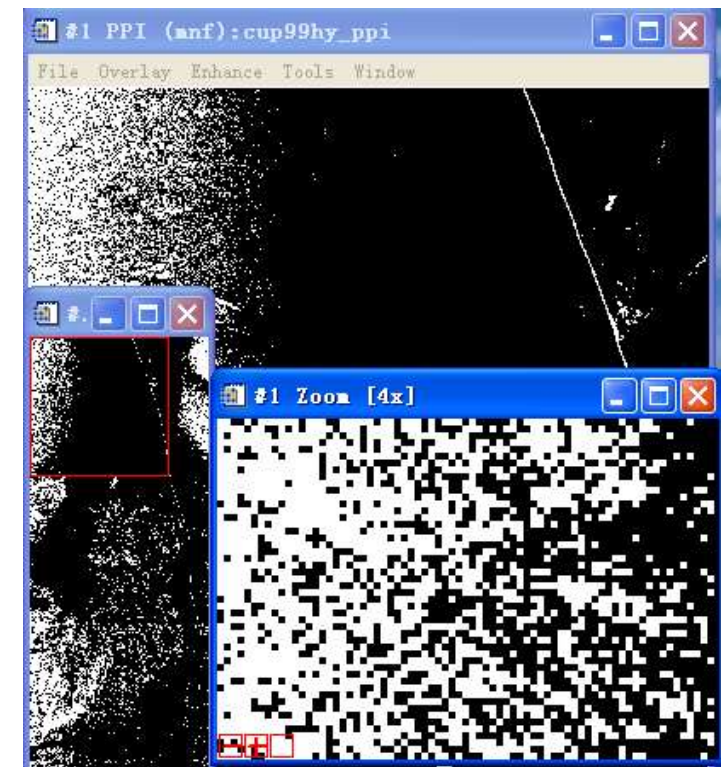 #1 PPI (mnf):cup99hy_ppi
File Overlay Enhance Tools Window
#.
#1 Zoom [4x]